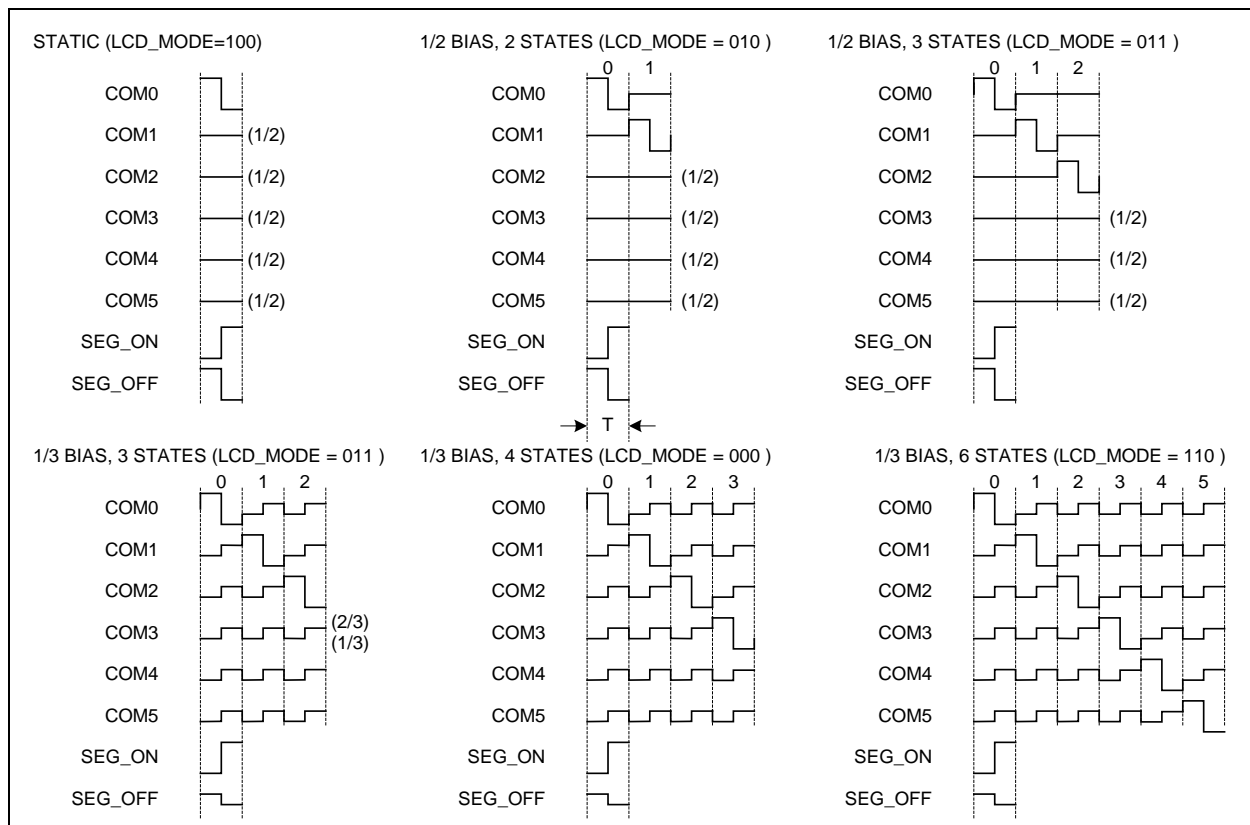 STATIC (LCD_MODE=100)
COM0
COM1 (1/2)
COM2 (1/2)
COM3 (1/2)
COM4 (1/2)
COM5 (1/2)
SEG_ON
SEG_OFF
1/2 BIAS, 2 STATES (LCD_MODE = 010 )
0 1
COM0
COM1
COM2 (1/2)
COM3 (1/2)
COM4 (1/2)
COM5 (1/2)
SEG_ON
SEG_OFF
T
1/2 BIAS, 3 STATES (LCD_MODE = 011 )
0 1 2
COM0
COM1
COM2
COM3 (1/2)
COM4 (1/2)
COM5 (1/2)
SEG_ON
SEG_OFF
1/3 BIAS, 3 STATES (LCD_MODE = 011 )
0 1 2
COM0
COM1
COM2
(2/3)
COM3
(1/3)
COM4
COM5
SEG_ON
SEG_OFF
1/3 BIAS, 4 STATES (LCD_MODE = 000 )
0 1 2 3
COM0
COM1
COM2
COM3
COM4
COM5
SEG_ON
SEG_OFF
1/3 BIAS, 6 STATES (LCD_MODE = 110 )
0 1 2 3 4 5
COM0
COM1
COM2
COM3
COM4
COM5
SEG_ON
SEG_OFF